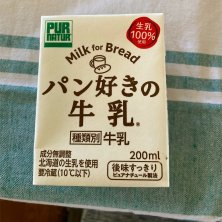 PUR
NATUR
生乳
100%
使用
Milk for Bread
パン好きの
牛乳
種類別 牛乳
200ml
成分無調整
北海道の生乳を使用
要冷蔵(10℃以下)
後味すっきり
ピュアナチュール製法